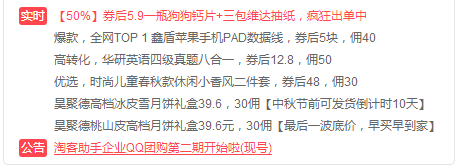 实时 【50%】券后5.9一瓶狗狗钙片+三包维达抽纸，疯狂出单中
爆款，全网TOP 1 鑫盾苹果手机PAD数据线，券后5块，佣40
高转化，华研英语四级真题八合一，券后12.8，佣50
优选，时尚儿童春秋款休闲小香风二件套，券后48，佣30
昊聚德高档冰皮雪月饼礼盒39.6，30佣【中秋节前可发货倒计时10天】
昊聚德桃山皮高档月饼礼盒39.6元，30佣【最后一波底价，早买早到家】
公告 淘客助手企业QQ团购第二期开始啦(现号)